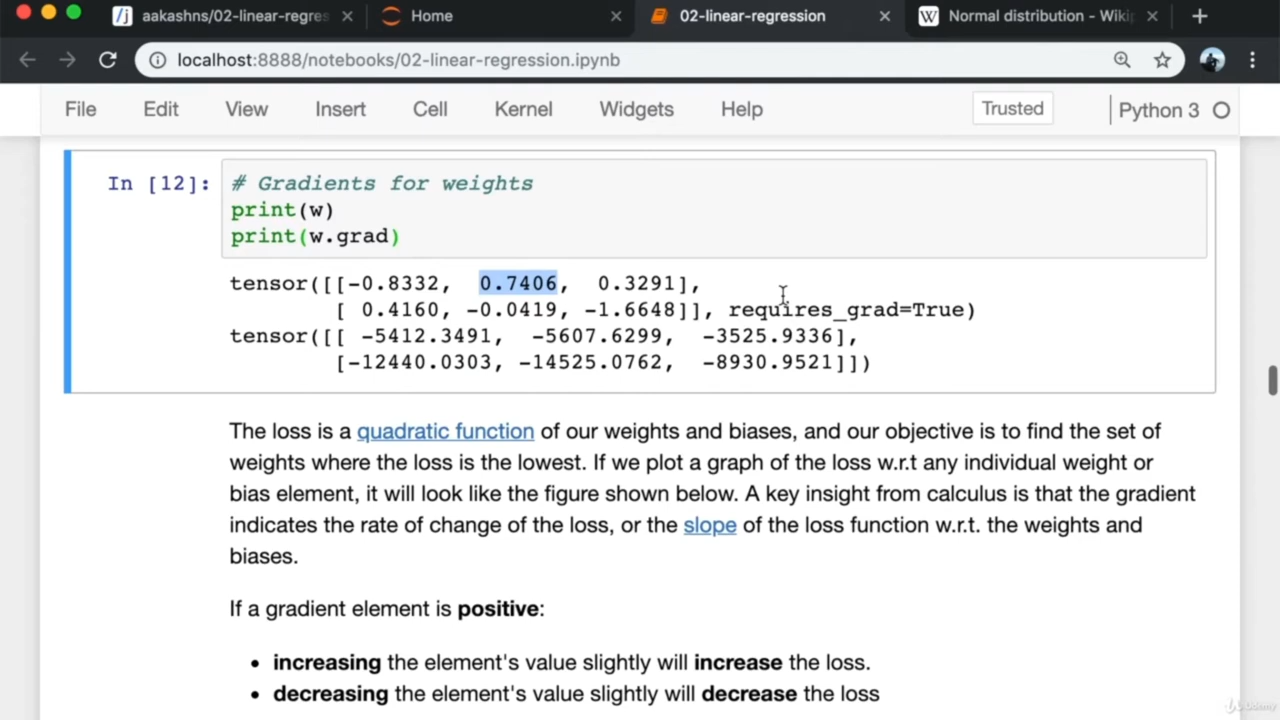 aakashns/02-linear-regres
Home
02-linear-regression
Normal distribution - Wiki
localhost:8888/notebooks/02-linear-regression.ipynb
File Edit View Insert Cell Kernel Widgets Help Trusted Python 3
In [12]: # Gradients for weights
print(w)
print(w.grad)
tensor([[-0.8332, 0.7406, 0.3291],
[ 0.4160, -0.0419, -1.6648]], requires_grad=True)
tensor([[ -5412.3491, -5607.6299, -3525.9336],
[-12440.0303, -14525.0762, -8930.9521]])
The loss is a quadratic function of our weights and biases, and our objective is to find the set of
weights where the loss is the lowest. If we plot a graph of the loss w.r.t any individual weight or
bias element, it will look like the figure shown below. A key insight from calculus is that the gradient
indicates the rate of change of the loss, or the slope of the loss function w.r.t. the weights and
biases.
If a gradient element is positive:
• increasing the element's value slightly will increase the loss.
• decreasing the element's value slightly will decrease the loss
Udemy